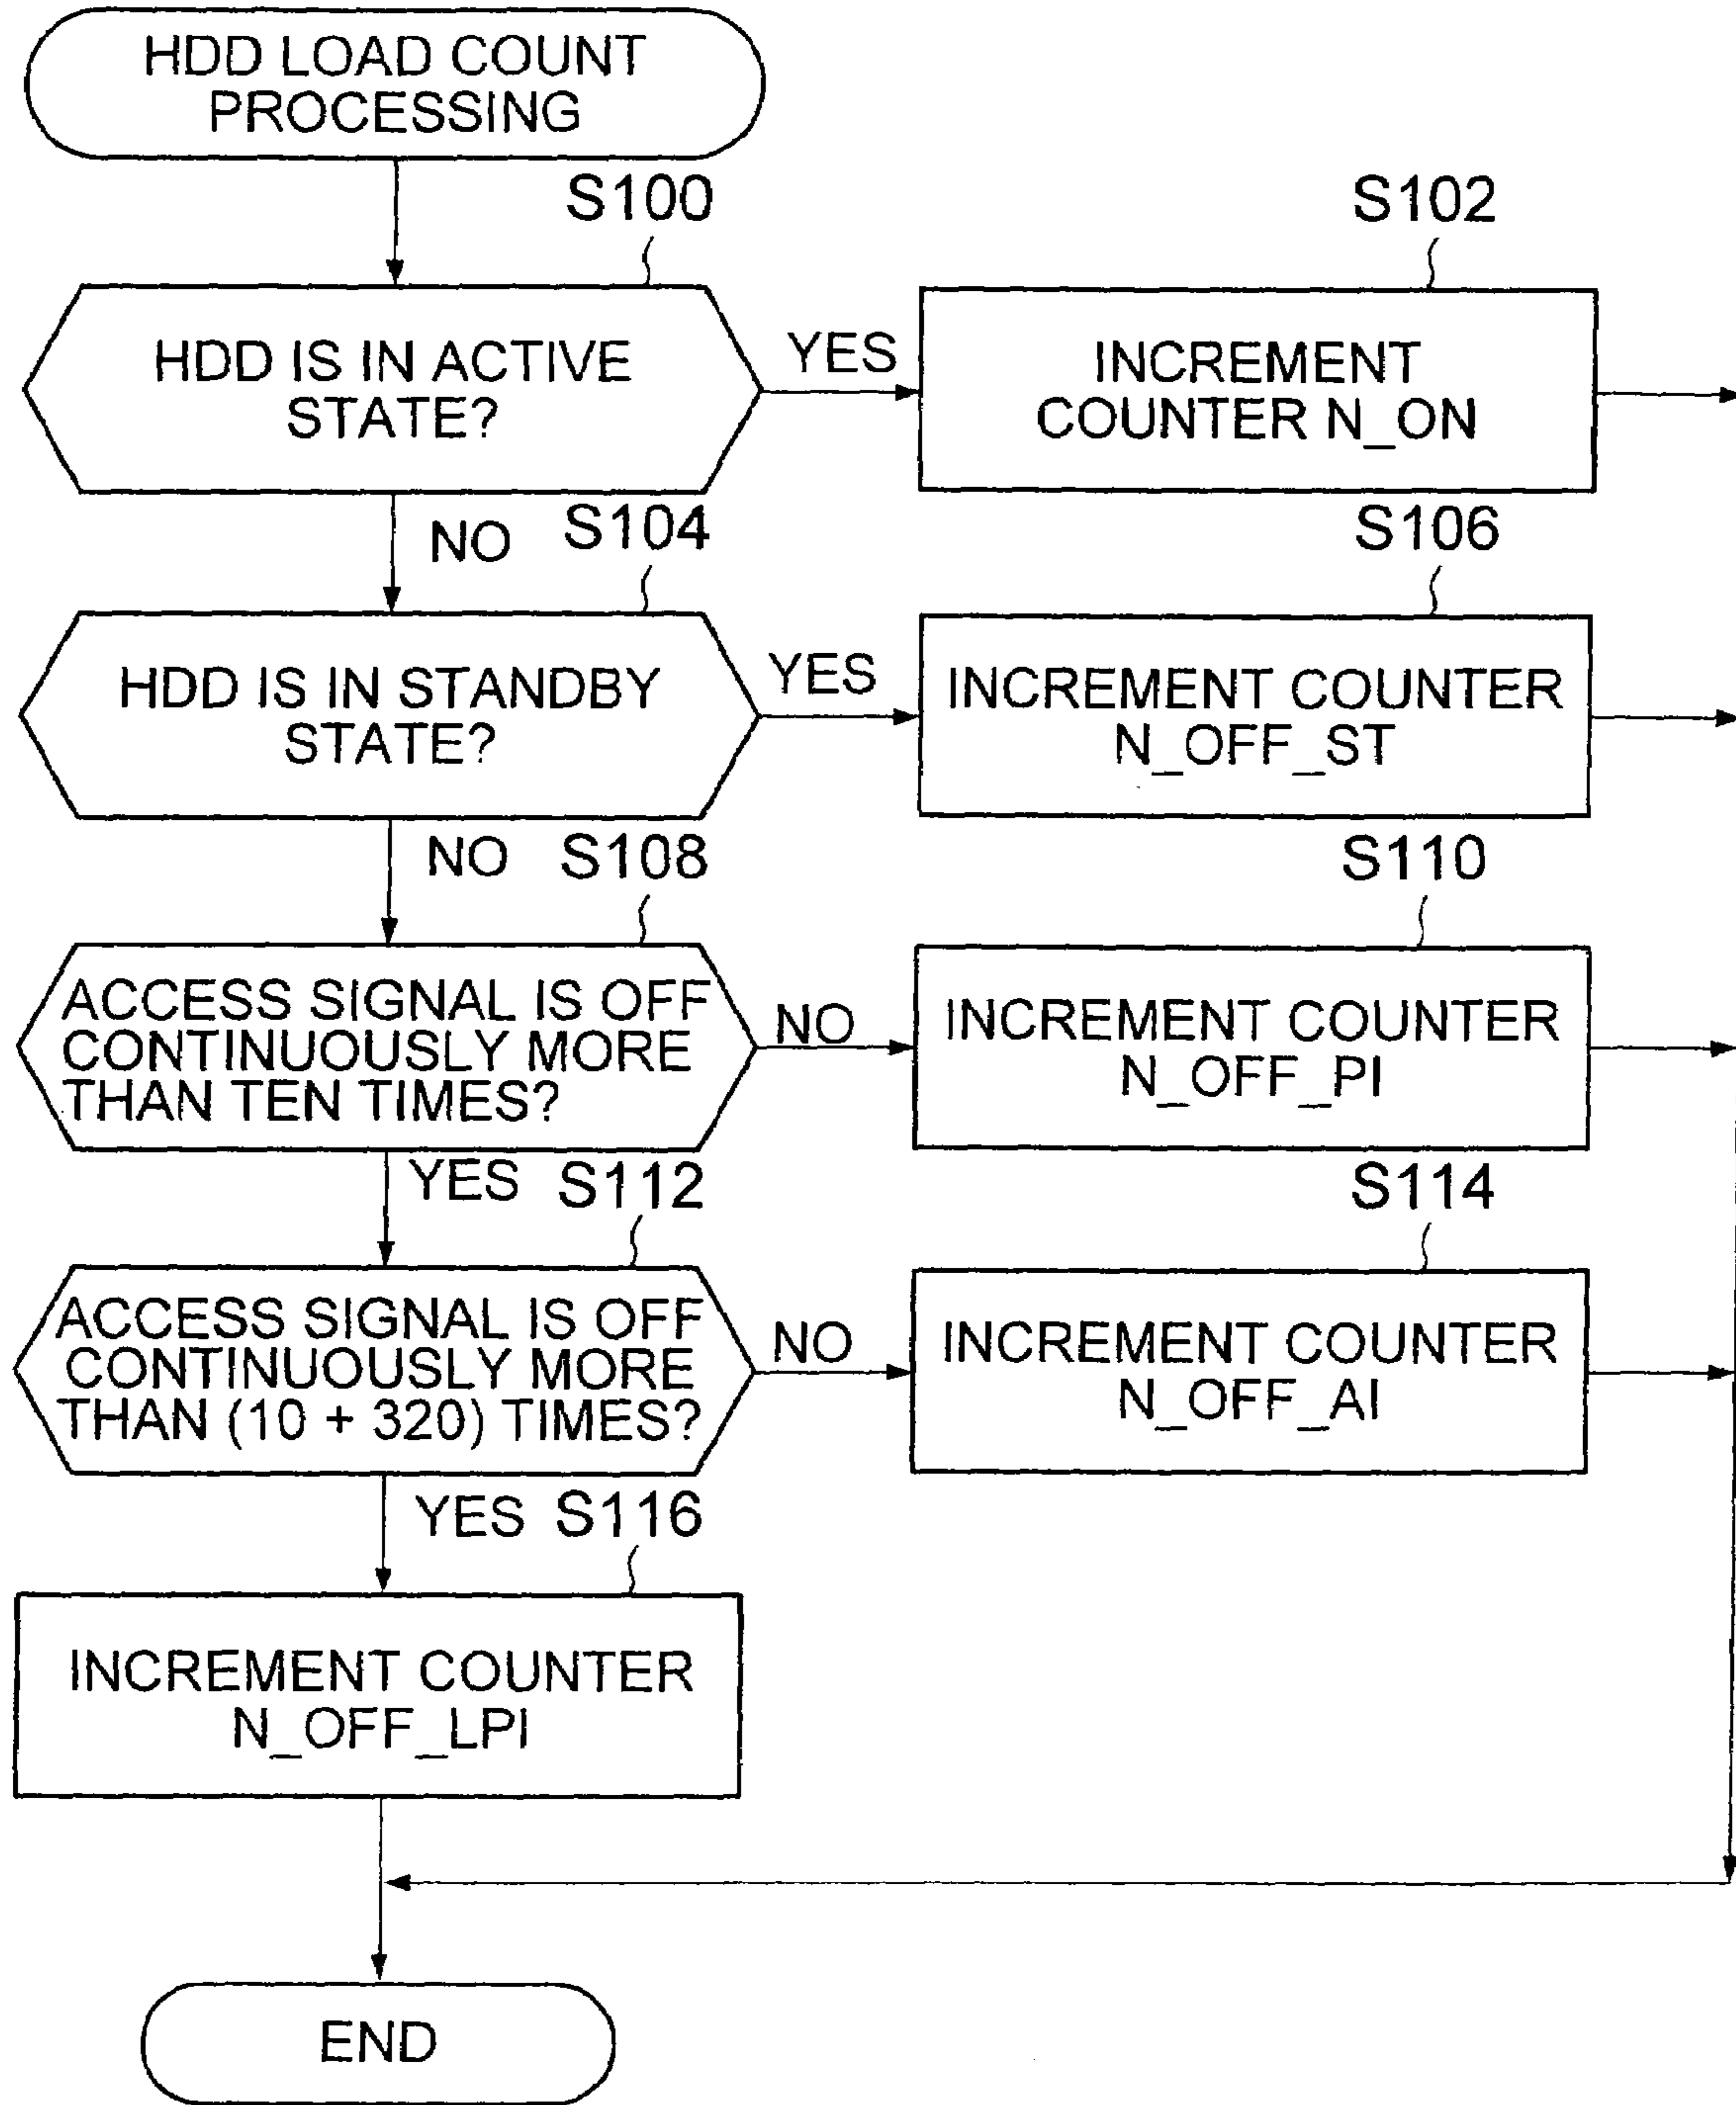 HDD LOAD COUNT
PROCESSING
S100
S102
HDD IS IN ACTIVE
STATE?
YES
INCREMENT
COUNTER N_ON
NO
S104
S106
HDD IS IN STANDBY
STATE?
YES
INCREMENT COUNTER
N_OFF_ST
NO
S108
S110
ACCESS SIGNAL IS OFF
CONTINUOUSLY MORE
THAN TEN TIMES?
NO
INCREMENT COUNTER
N_OFF_PI
YES
S112
S114
ACCESS SIGNAL IS OFF
CONTINUOUSLY MORE
THAN (10 + 320) TIMES?
NO
INCREMENT COUNTER
N_OFF_AI
YES
S116
INCREMENT COUNTER
N_OFF_LPI
END